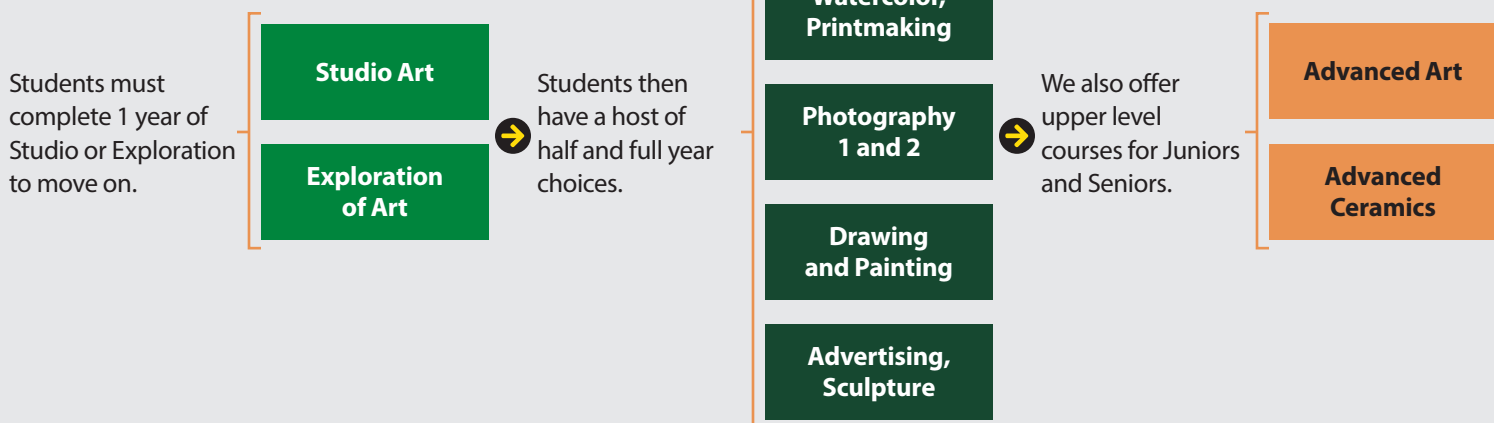 Students must
complete 1 year of
Studio or Exploration
to move on.
Studio Art
Exploration
of Art
Students then
have a host of
half and full year
choices.
Watercolor,
Printmaking
Photography
1 and 2
Drawing
and Painting
Advertising,
Sculpture
We also offer
upper level
courses for Juniors
and Seniors.
Advanced Art
Advanced
Ceramics